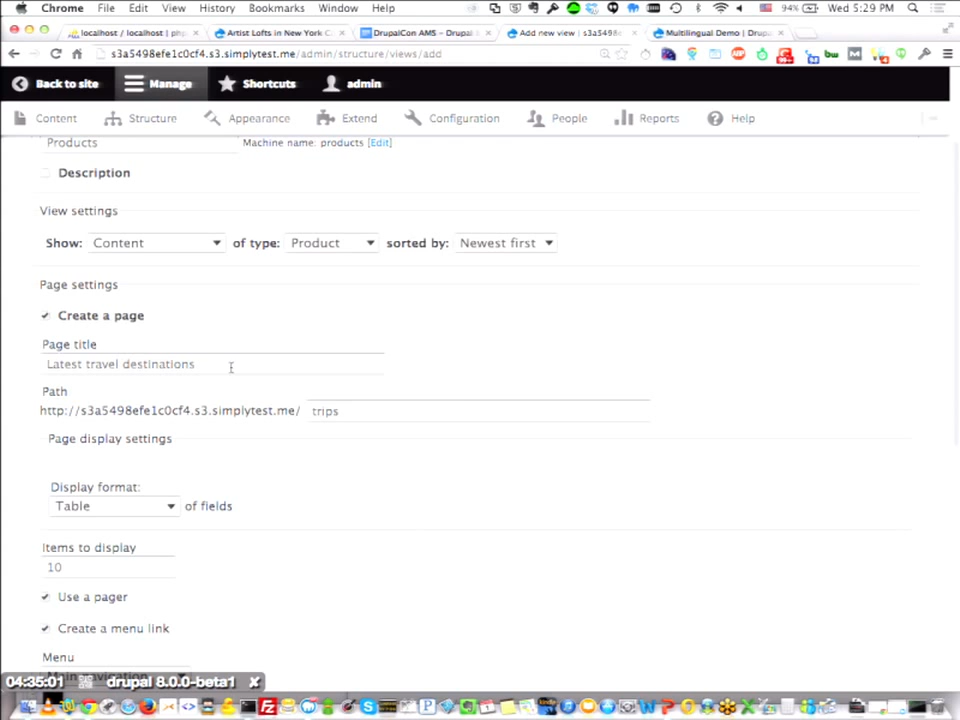 Chrome File Edit View History Bookmarks Window Help 94% Wed 5:29 PM
localhost / localhost | php Artist Lofts in New York C DrupalCon AMS - Drupal Add new view | s3a5498e Multilingual Demo | Drupa
s3a5498efe1c0cf4.s3.simplytest.me/admin/structure/views/add
Back to site Manage Shortcuts admin
Content Structure Appearance Extend Configuration People Reports Help
Products Machine name: products [Edit]
Description
View settings
Show: Content of type: Product sorted by: Newest first
Page settings
Create a page
Page title
Latest travel destinations
Path
http://s3a5498efe1c0cf4.s3.simplytest.me/ trips
Page display settings
Display format:
Table of fields
Items to display
10
Use a pager
Create a menu link
Menu
04:35:01 drupal 8.0.0-beta1